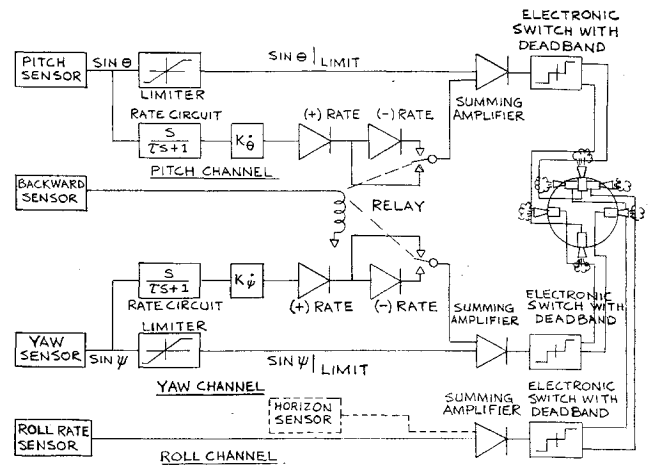 ELECTRONIC
SWITCH WITH
DEADBAND
PITCH
SENSOR
SIN θ
SIN θ | LIMIT
LIMITER
SUMMING
AMPLIFIER
RATE CIRCUIT
(+) RATE
(-) RATE
S
τS+1
K θ̇
PITCH CHANNEL
BACKWARD
SENSOR
RELAY
S
τS+1
K ψ̇
RATE CIRCUIT
(+) RATE
(-) RATE
LIMITER
SUMMING
AMPLIFIER
ELECTRONIC
SWITCH WITH
DEADBAND
YAW
SENSOR
SIN ψ
SIN ψ | LIMIT
YAW CHANNEL
HORIZON
SENSOR
SUMMING
AMPLIFIER
ELECTRONIC
SWITCH WITH
DEADBAND
ROLL RATE
SENSOR
ROLL CHANNEL